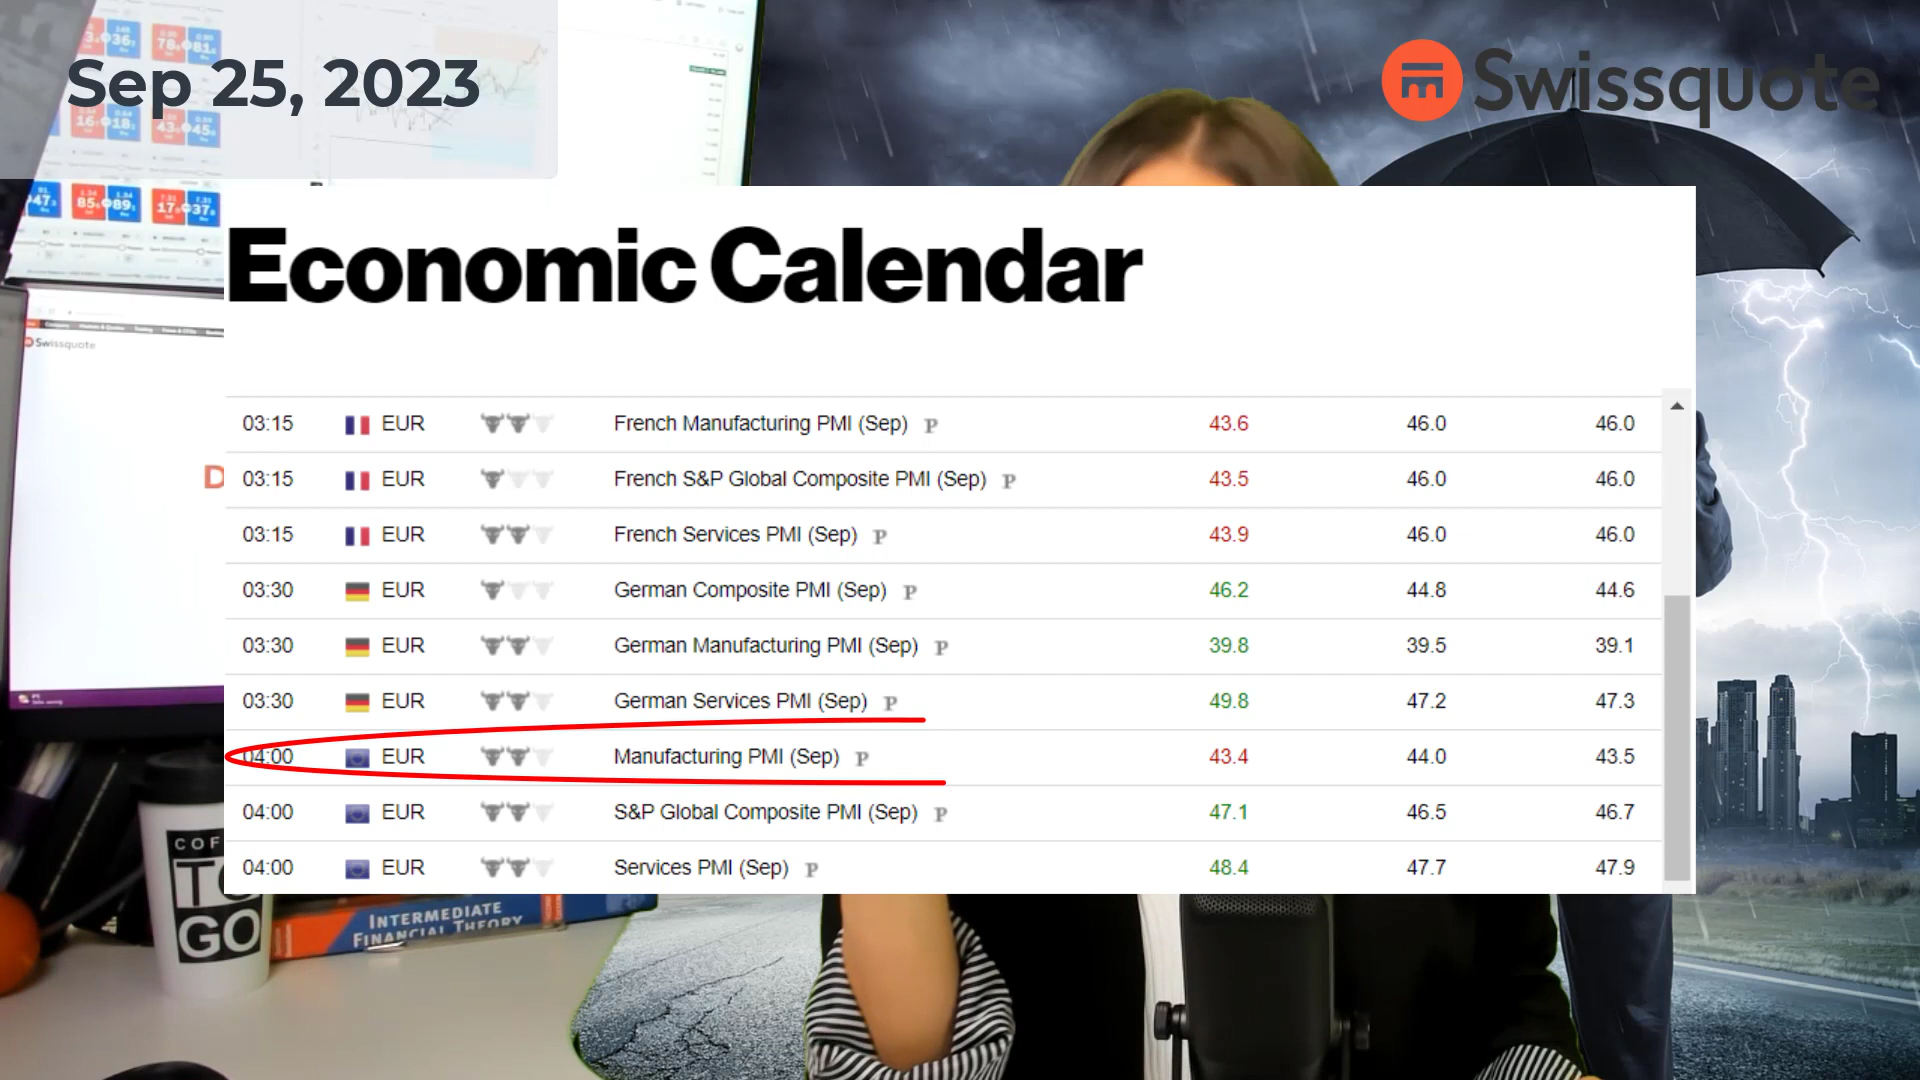 Sep 25, 2023
Swissquote
Economic Calendar
03:15 EUR French Manufacturing PMI (Sep) P 43.6 46.0 46.0
03:15 EUR French S&P Global Composite PMI (Sep) P 43.5 46.0 46.0
03:15 EUR French Services PMI (Sep) P 43.9 46.0 46.0
03:30 EUR German Composite PMI (Sep) P 46.2 44.8 44.6
03:30 EUR German Manufacturing PMI (Sep) P 39.8 39.5 39.1
03:30 EUR German Services PMI (Sep) P 49.8 47.2 47.3
04:00 EUR Manufacturing PMI (Sep) P 43.4 44.0 43.5
04:00 EUR S&P Global Composite PMI (Sep) P 47.1 46.5 46.7
04:00 EUR Services PMI (Sep) P 48.4 47.7 47.9
Swissquote
D
COF
TO
GO
INTERMEDIATE
FINANCIAL THEORY